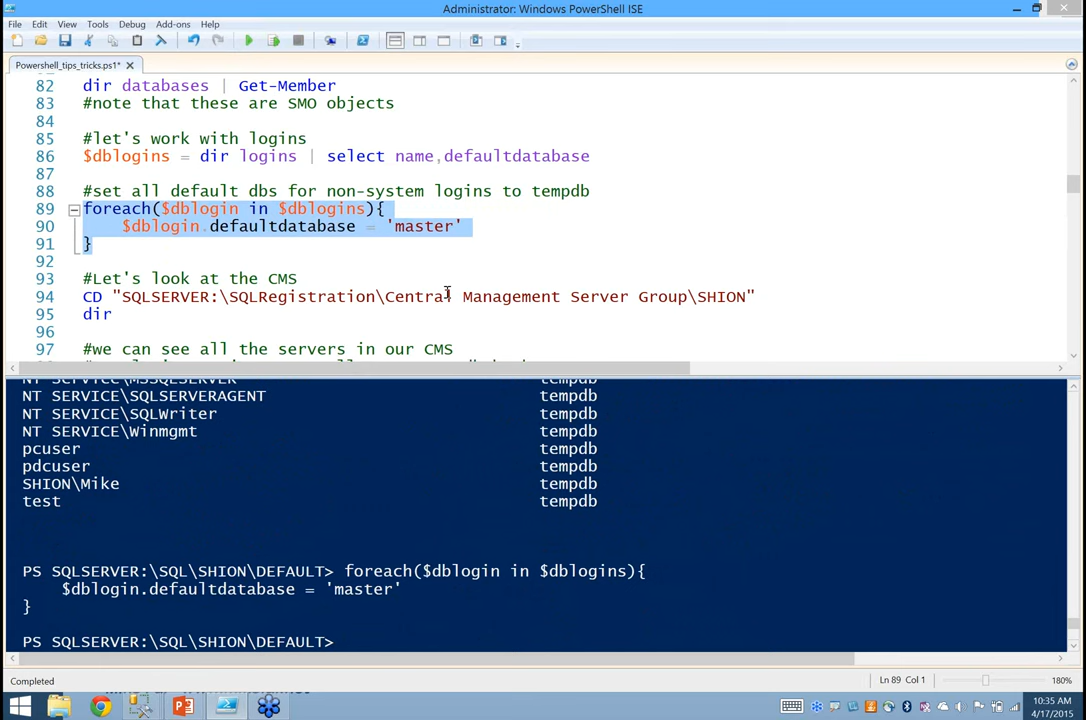 Administrator: Windows PowerShell ISE
File Edit View Tools Debug Add-ons Help
Powershell_tips_tricks.ps1*
82 dir databases | Get-Member
83 #note that these are SMO objects
84
85 #let's work with logins
86 $dblogins = dir logins | select name,defaultdatabase
87
88 #set all default dbs for non-system logins to tempdb
89 foreach($dblogin in $dblogins){
90 $dblogin.defaultdatabase = 'master'
91 }
92
93 #Let's look at the CMS
94 CD "SQLSERVER:\SQLRegistration\Central Management Server Group\SHION"
95 dir
96
97 #we can see all the servers in our CMS
NT SERVICE\MSSQLSERVER tempdb
NT SERVICE\SQLSERVERAGENT tempdb
NT SERVICE\SQLWriter tempdb
NT SERVICE\Winmgmt tempdb
pcuser tempdb
pdcuser tempdb
SHION\Mike tempdb
test tempdb
PS SQLSERVER:\SQL\SHION\DEFAULT> foreach($dblogin in $dblogins){
$dblogin.defaultdatabase = 'master'
}
PS SQLSERVER:\SQL\SHION\DEFAULT>
Completed Ln 89 Col 1 180%
10:35 AM
4/17/2015